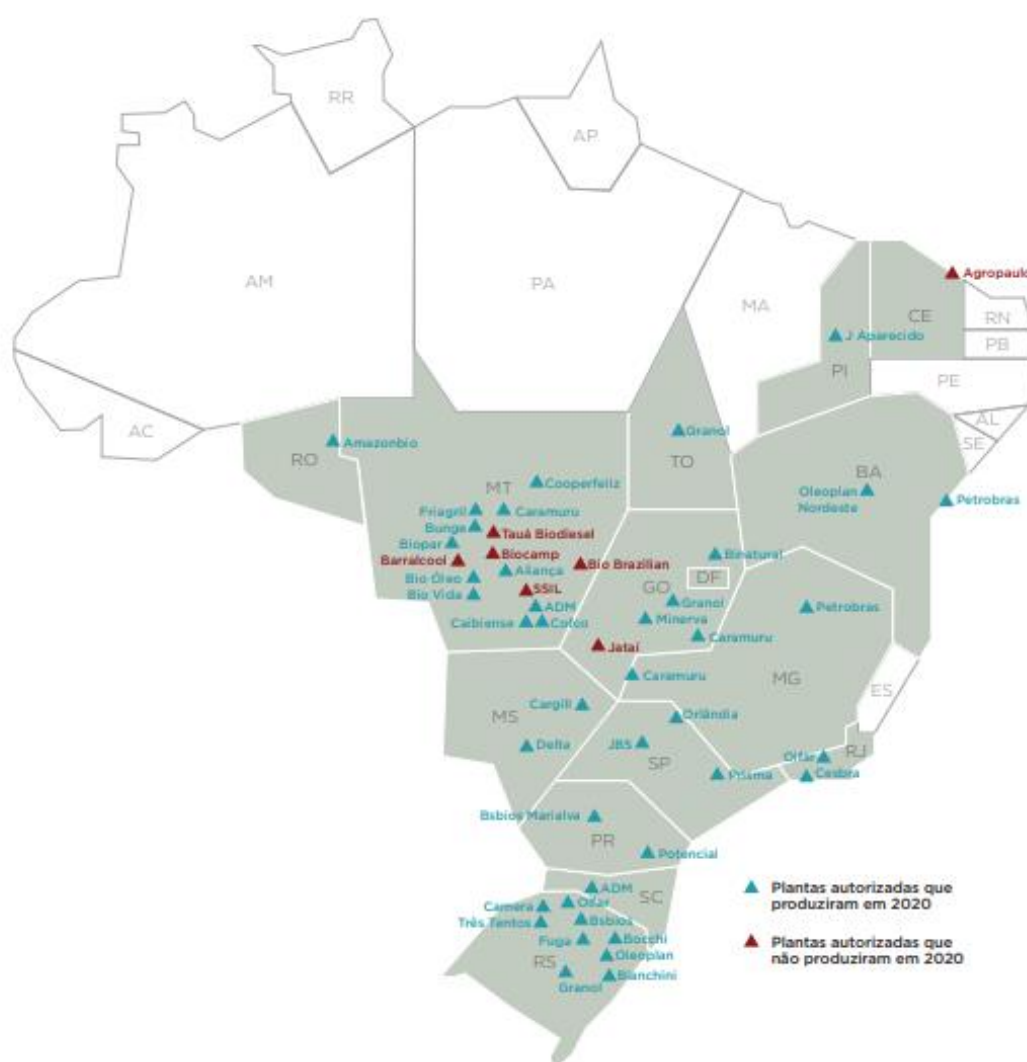 RR
AP
AM
PA
MA
Agropaulo
CE
RN
J Aparecido
PB
PI
PE
AC
AL
SE
Granol
Amazonbio
RO
TO
BA
Cooperfeliz
MT
Oleoplan
Nordeste
Petrobras
Friagril
Caramuru
Bunge
Tauá Biodiesel
Biopar
Biocamp
Binatural
Barralcool
Bio Brazilian
Aliança
Bio Óleo
DF
GO
SSIL
Bio Vida
Granol
ADM
Petrobras
Minerva
Caibiense
Cofco
Caramuru
Jataí
Caramuru
MG
ES
Cargill
MS
Orlândia
Delta
JBS
RJ
Olfar
SP
Prisma
Cesbra
Bsbios Marialva
PR
Potencial
ADM
SC
Plantas autorizadas que
produziram em 2020
Camera
Olfar
Três Tentos
Bsbios
Fuga
Bocchi
Plantas autorizadas que
não produziram em 2020
Oleoplan
RS
Granol
Bianchini